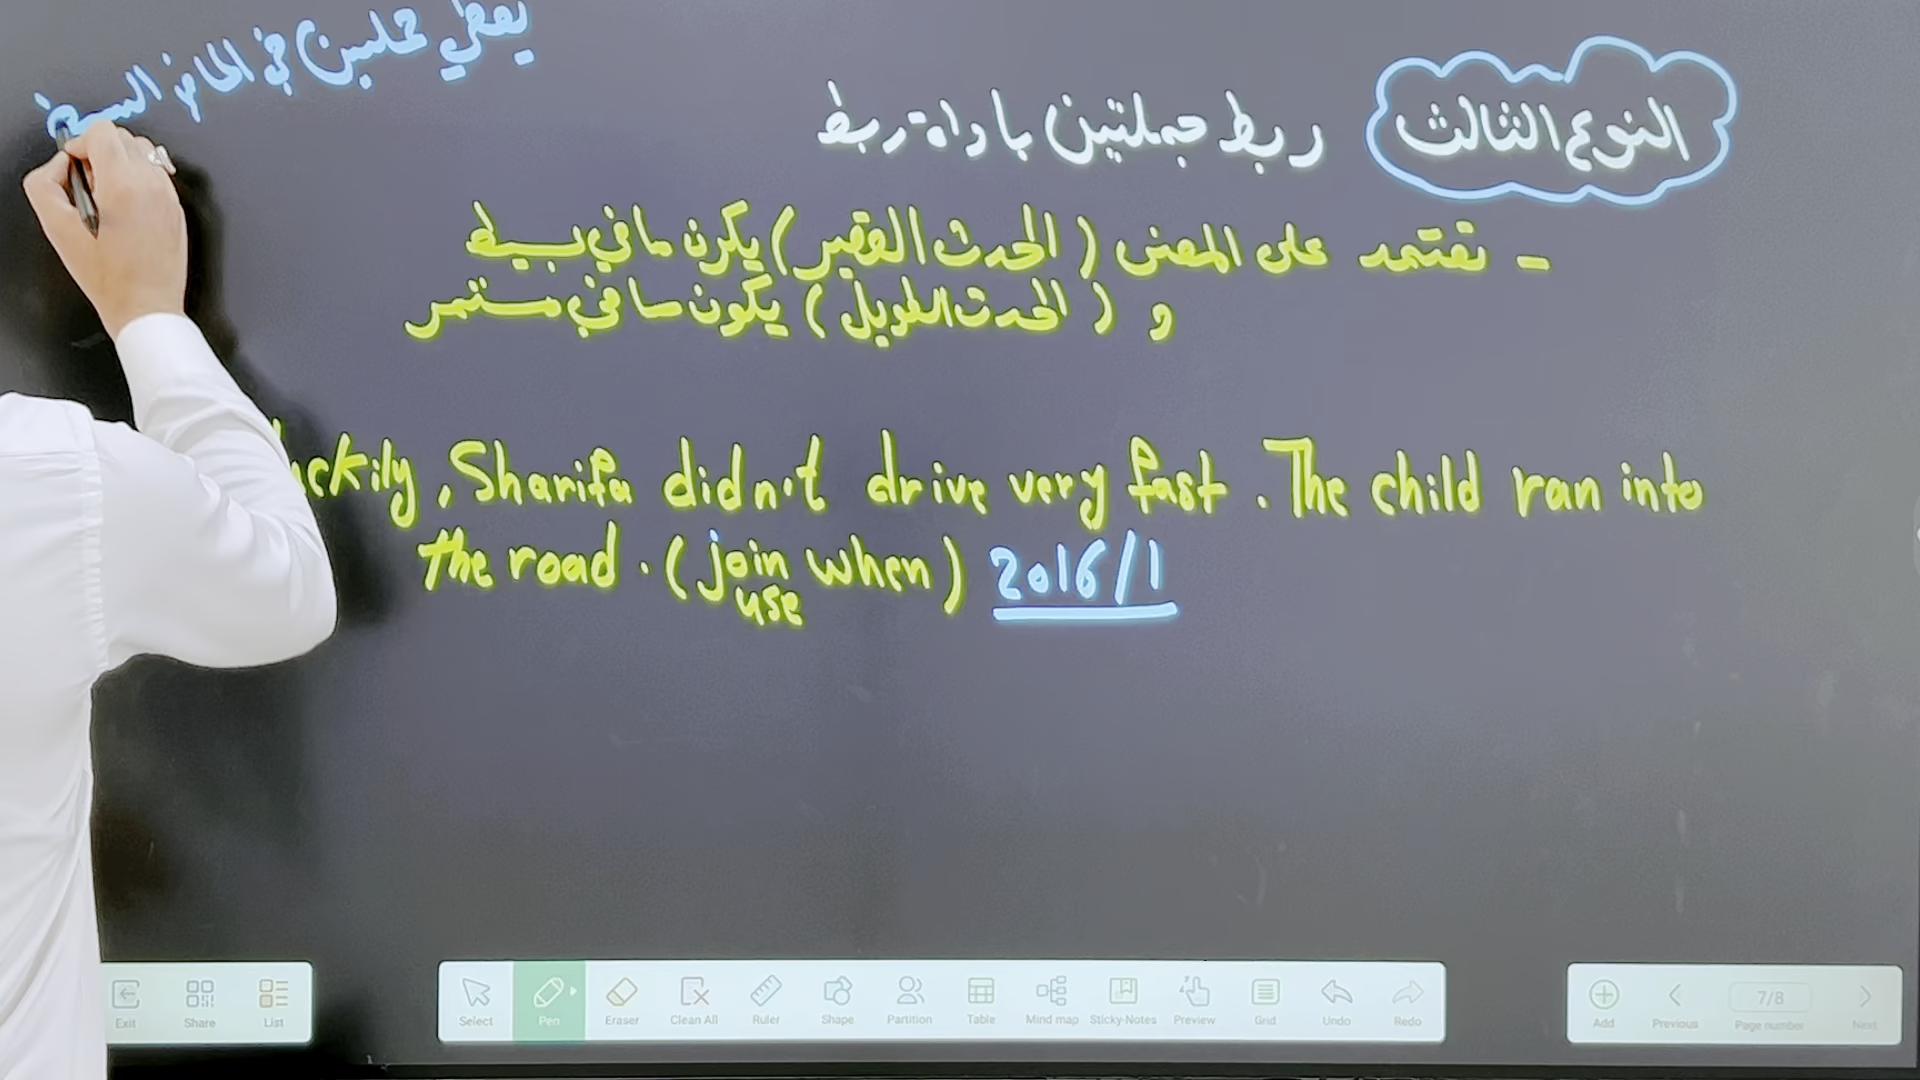 يعطي جملتين في الماضي البسيط
النوع الثالث
ربط جملتين بأداة ربط
- تعتمد على المعنى (الحدث القصير) يكون ماضي بسيط
و (الحدث الطويل) يكون ماضي مستمر
uckily, Sharifa didn't drive very fast. The child ran into
the road. (join when) 2016/1
use
Exit
Share
List
Select
Pen
Eraser
Clean All
Ruler
Shape
Partition
Table
Mind map
Sticky-Notes
Preview
Grid
Undo
Redo
Add
Previous
7/8
Page number
Next